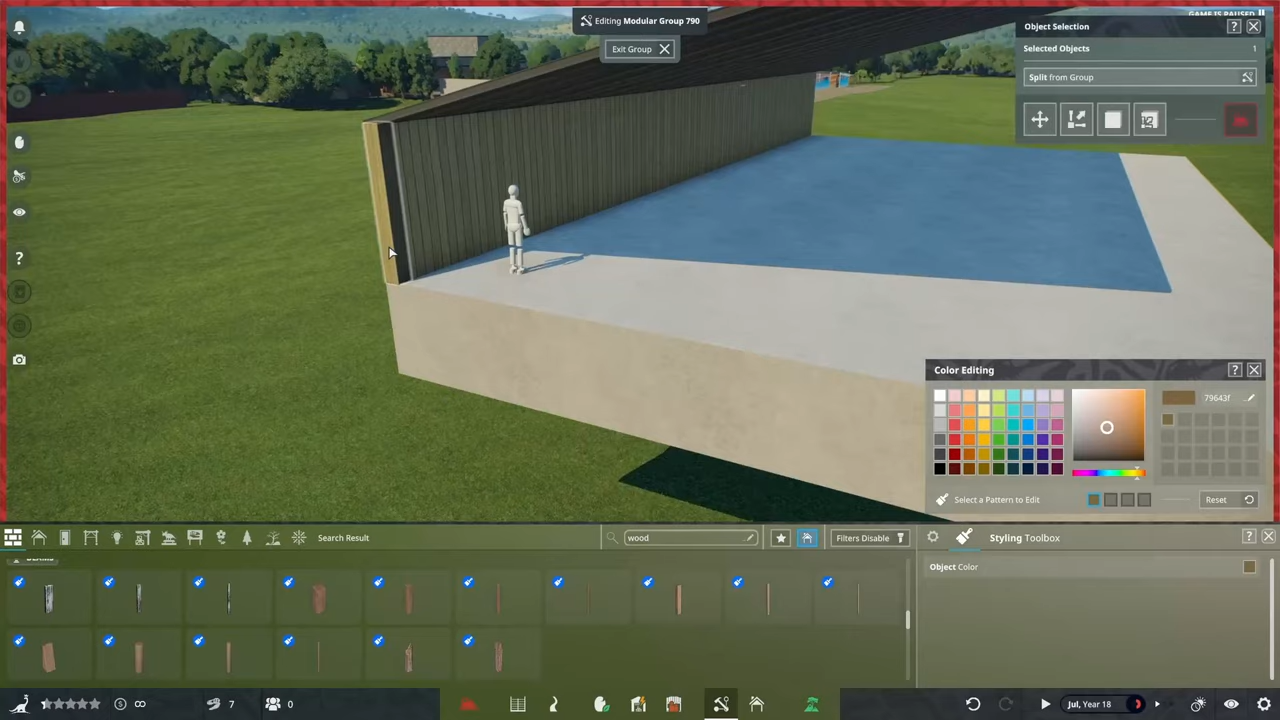 GAME IS PAUSED
Editing Modular Group 790
Exit Group
Object Selection
?
Selected Objects 1
Split from Group
12
?
Color Editing
?
79643f
Select a Pattern to Edit
Reset
Search Result
wood
Filters Disable
Styling Toolbox
?
Object Color
$ ∞
7
0
Jul, Year 18